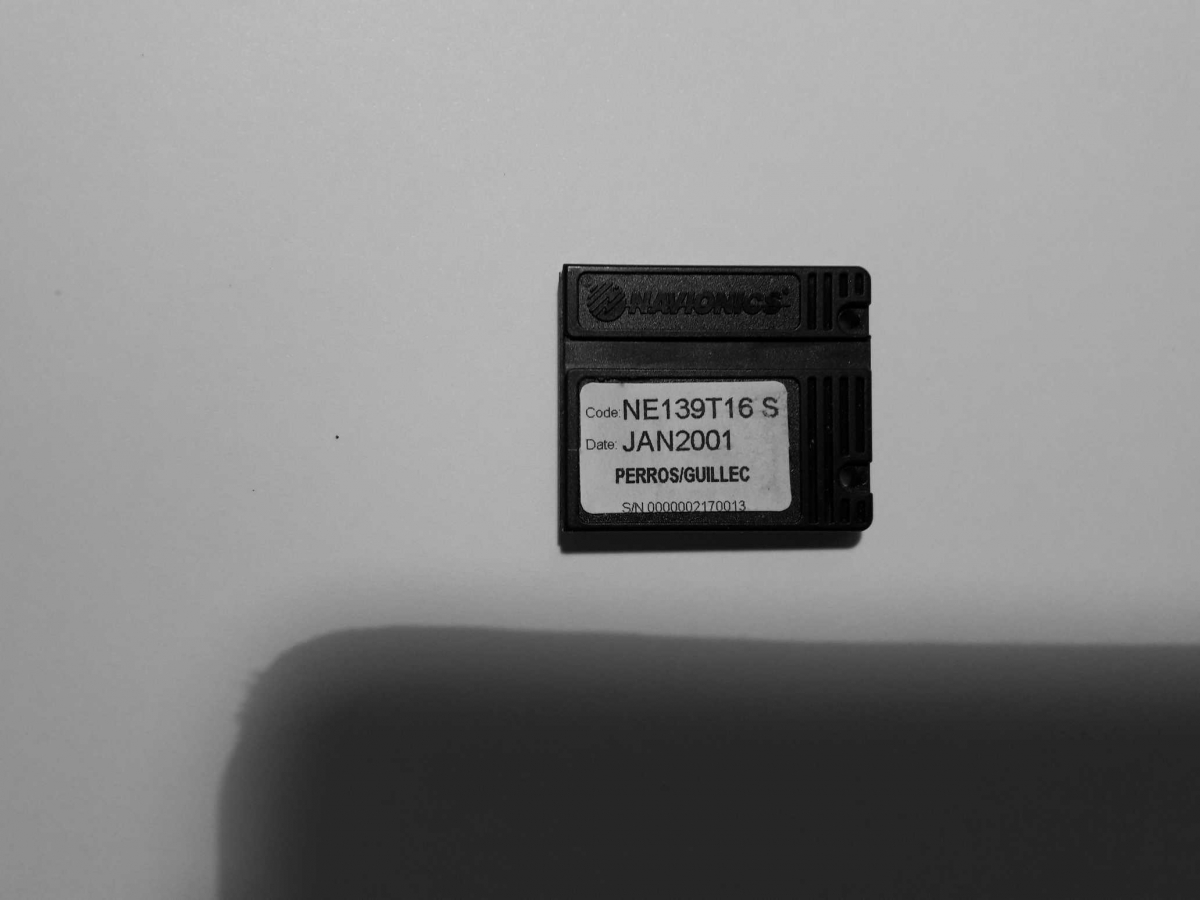 NAVIONICS
Code: NE139T16 S
Date: JAN2001
PERROS/GUILLEC
S/N 0000002170013